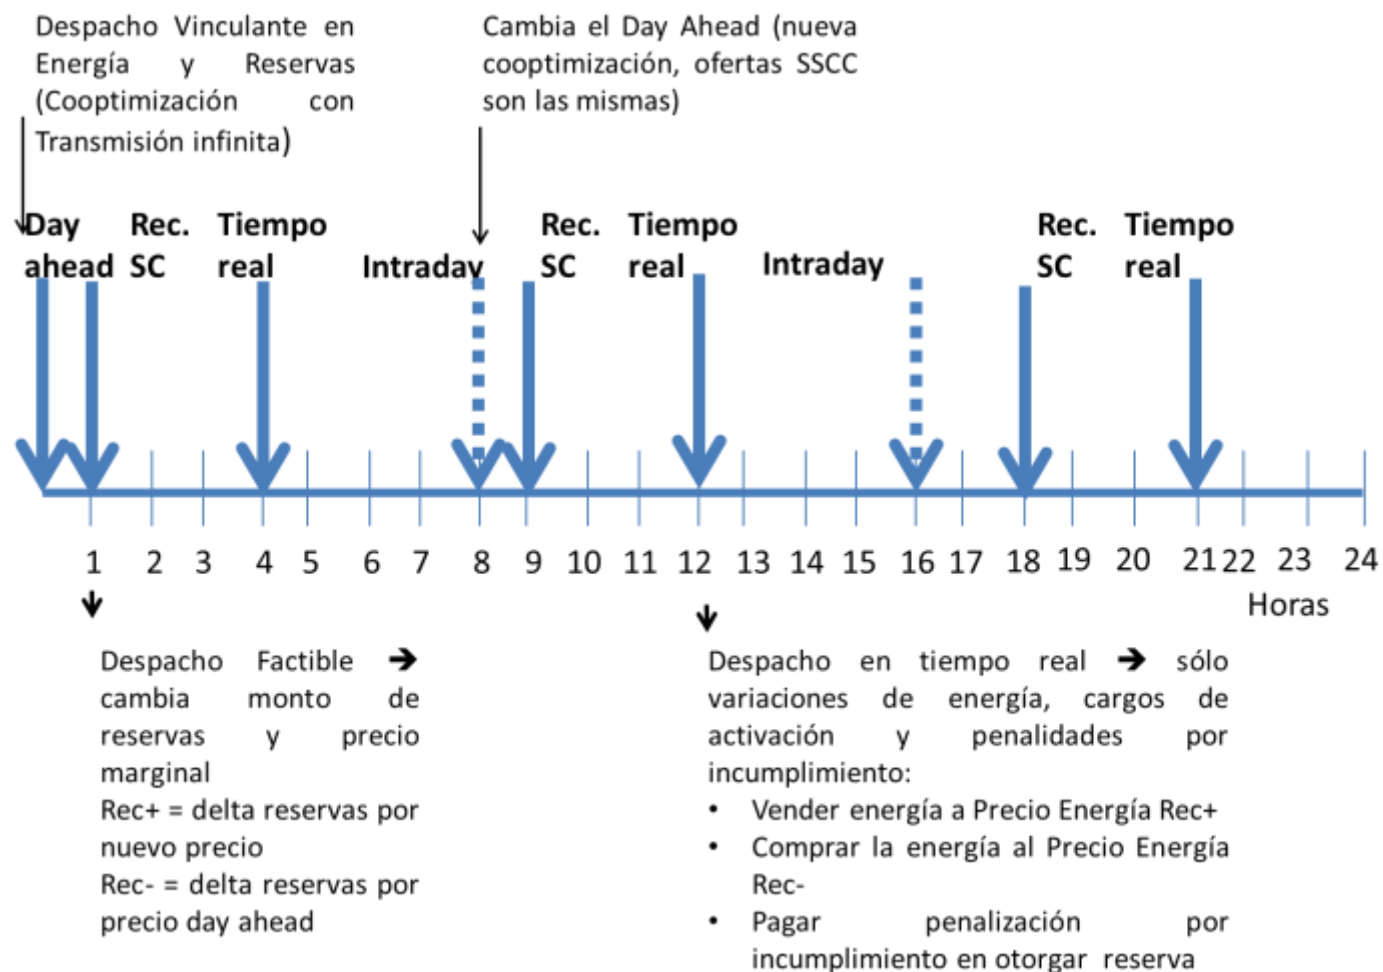 Despacho Vinculante en
Energía y Reservas
(Cooptimización con
Transmisión infinita)
Cambia el Day Ahead (nueva
cooptimización, ofertas SSCC
son las mismas)
Day
ahead
Rec.
SC
Tiempo
real
Intraday
Rec.
SC
Tiempo
real
Intraday
Rec.
SC
Tiempo
real
1 2 3 4 5 6 7 8 9 10 11 12 13 14 15 16 17 18 19 20 21 22 23 24
Horas
Despacho Factible ➔
cambia monto de
reservas y precio
marginal
Rec+ = delta reservas por
nuevo precio
Rec- = delta reservas por
precio day ahead
Despacho en tiempo real ➔ sólo
variaciones de energía, cargos de
activación y penalidades por
incumplimiento:
• Vender energía a Precio Energía Rec+
• Comprar la energía al Precio Energía
Rec-
• Pagar penalización por
incumplimiento en otorgar reserva